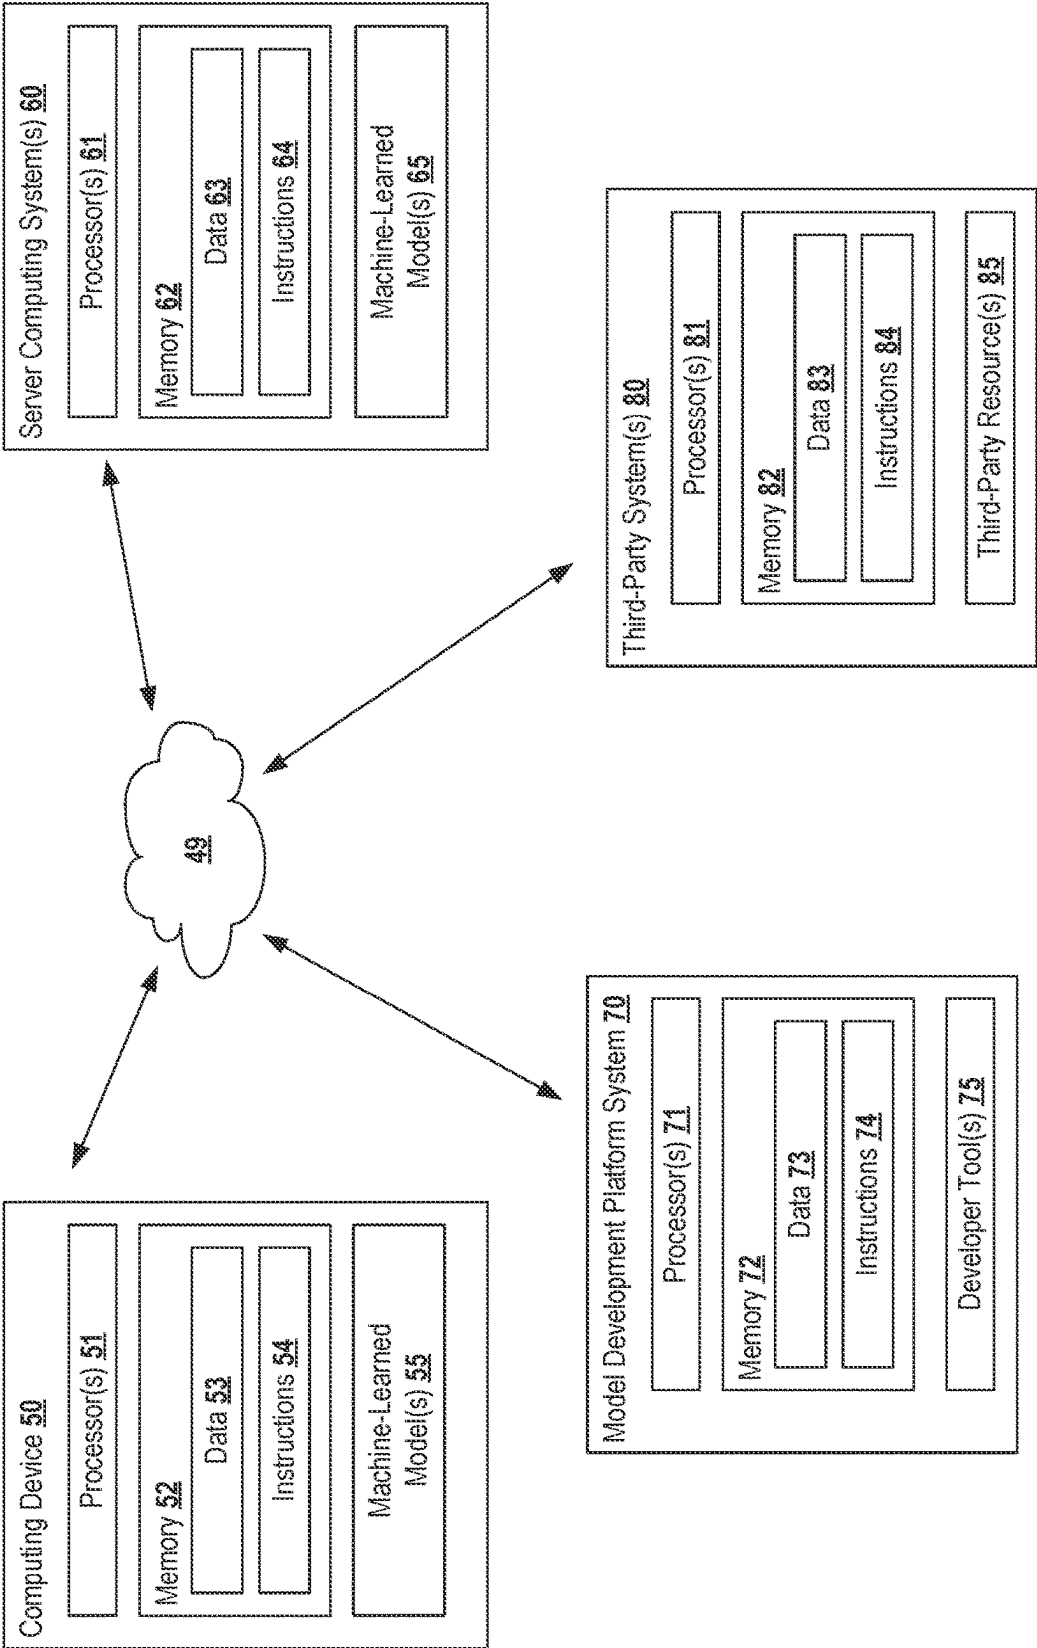 Computing Device 50
Processor(s) 51
Memory 52
Data 53
Instructions 54
Machine-Learned
Model(s) 55
49
Server Computing System(s) 60
Processor(s) 61
Memory 62
Data 63
Instructions 64
Machine-Learned
Model(s) 65
Model Development Platform System 70
Processor(s) 71
Memory 72
Data 73
Instructions 74
Developer Tool(s) 75
Third-Party System(s) 80
Processor(s) 81
Memory 82
Data 83
Instructions 84
Third-Party Resource(s) 85